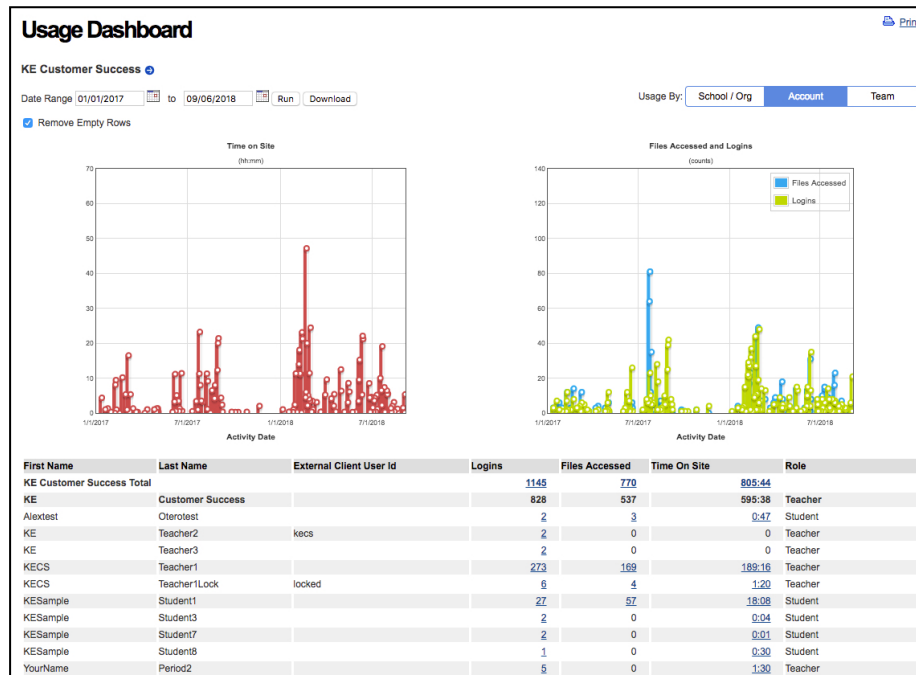 Usage Dashboard
KE Customer Success
Date Range 01/01/2017 to 09/06/2018 Run Download
Usage By: School / Org Account Team
Remove Empty Rows
Time on Site
(hh:mm)
70
60
50
40
30
20
10
0
1/1/2017 7/1/2017 1/1/2018 7/1/2018
Activity Date
Files Accessed and Logins
(counts)
Files Accessed
Logins
140
120
100
80
60
40
20
0
1/1/2017 7/1/2017 1/1/2018 7/1/2018
Activity Date
First Name Last Name External Client User Id Logins Files Accessed Time On Site Role
KE Customer Success Total 1145 770 805:44
KE Customer Success 828 537 595:38 Teacher
Alextest Oterotest 2 3 0:47 Student
KE Teacher2 kecs 2 0 0 Teacher
KE Teacher3 2 0 0 Teacher
KECS Teacher1 273 169 189:16 Teacher
KECS Teacher1Lock locked 6 4 1:20 Teacher
KESample Student1 27 57 18:08 Student
KESample Student3 2 0 0:04 Student
KESample Student7 2 0 0:01 Student
KESample Student8 1 0 0:30 Student
YourName Period2 5 0 1:30 Teacher